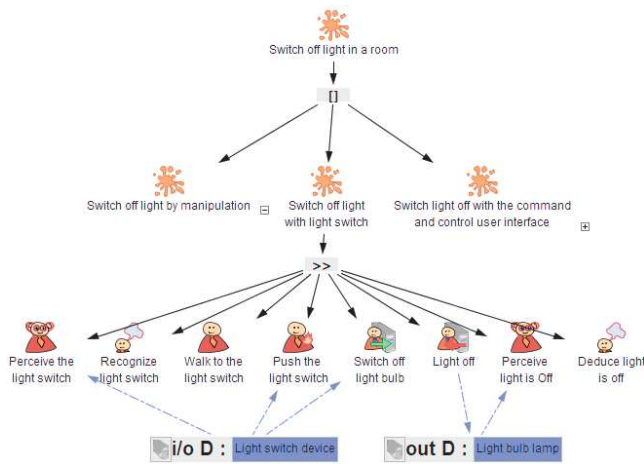 Switch off light in a room
[]
Switch off light by manipulation
Switch off light
with light switch
Switch light off with the command
and control user interface
>>
Perceive the
light switch
Recognize
light switch
Walk to the
light switch
Push the
light switch
Switch off
light bulb
Light off
Perceive
light is Off
Deduce light
is off
i/o D : Light switch device
out D : Light bulb lamp